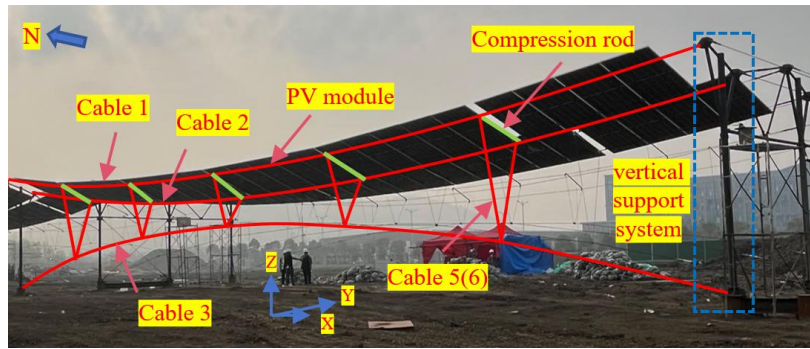 N
Compression rod
PV module
Cable 1
Cable 2
vertical
support
system
Z
Y
X
Cable 5(6)
Cable 3